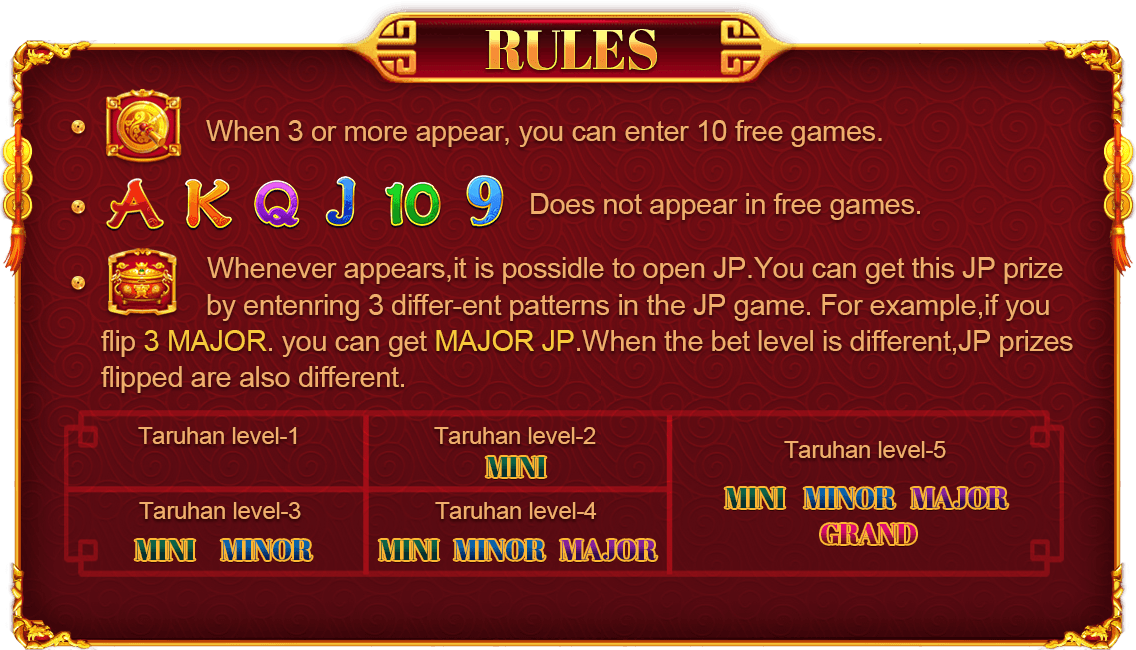 RULES
When 3 or more appear, you can enter 10 free games.
A K Q J 10 9 Does not appear in free games.
Whenever appears,it is possidle to open JP.You can get this JP prize
by entenring 3 differ-ent patterns in the JP game. For example,if you
flip 3 MAJOR. you can get MAJOR JP.When the bet level is different,JP prizes
flipped are also different.
Taruhan level-1
Taruhan level-2
MINI
Taruhan level-5
MINI MINOR MAJOR
GRAND
Taruhan level-3
MINI MINOR
Taruhan level-4
MINI MINOR MAJOR